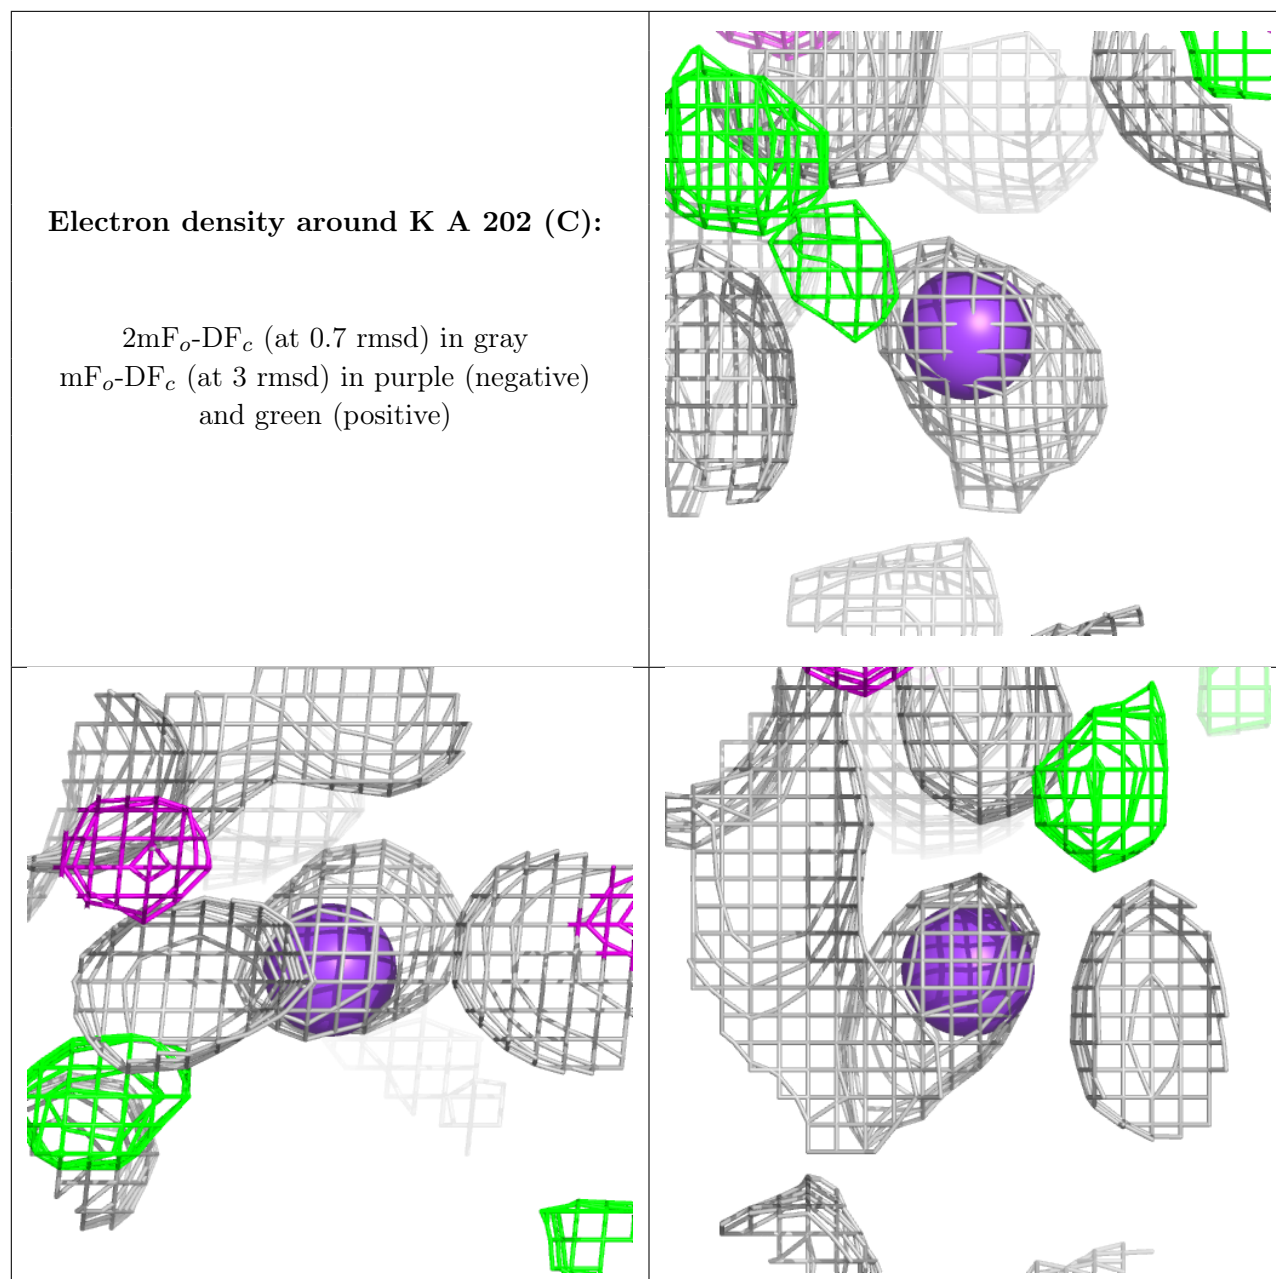 Electron density around K A 202 (C):
2mFo-DFc (at 0.7 rmsd) in gray
mFo-DFc (at 3 rmsd) in purple (negative)
and green (positive)